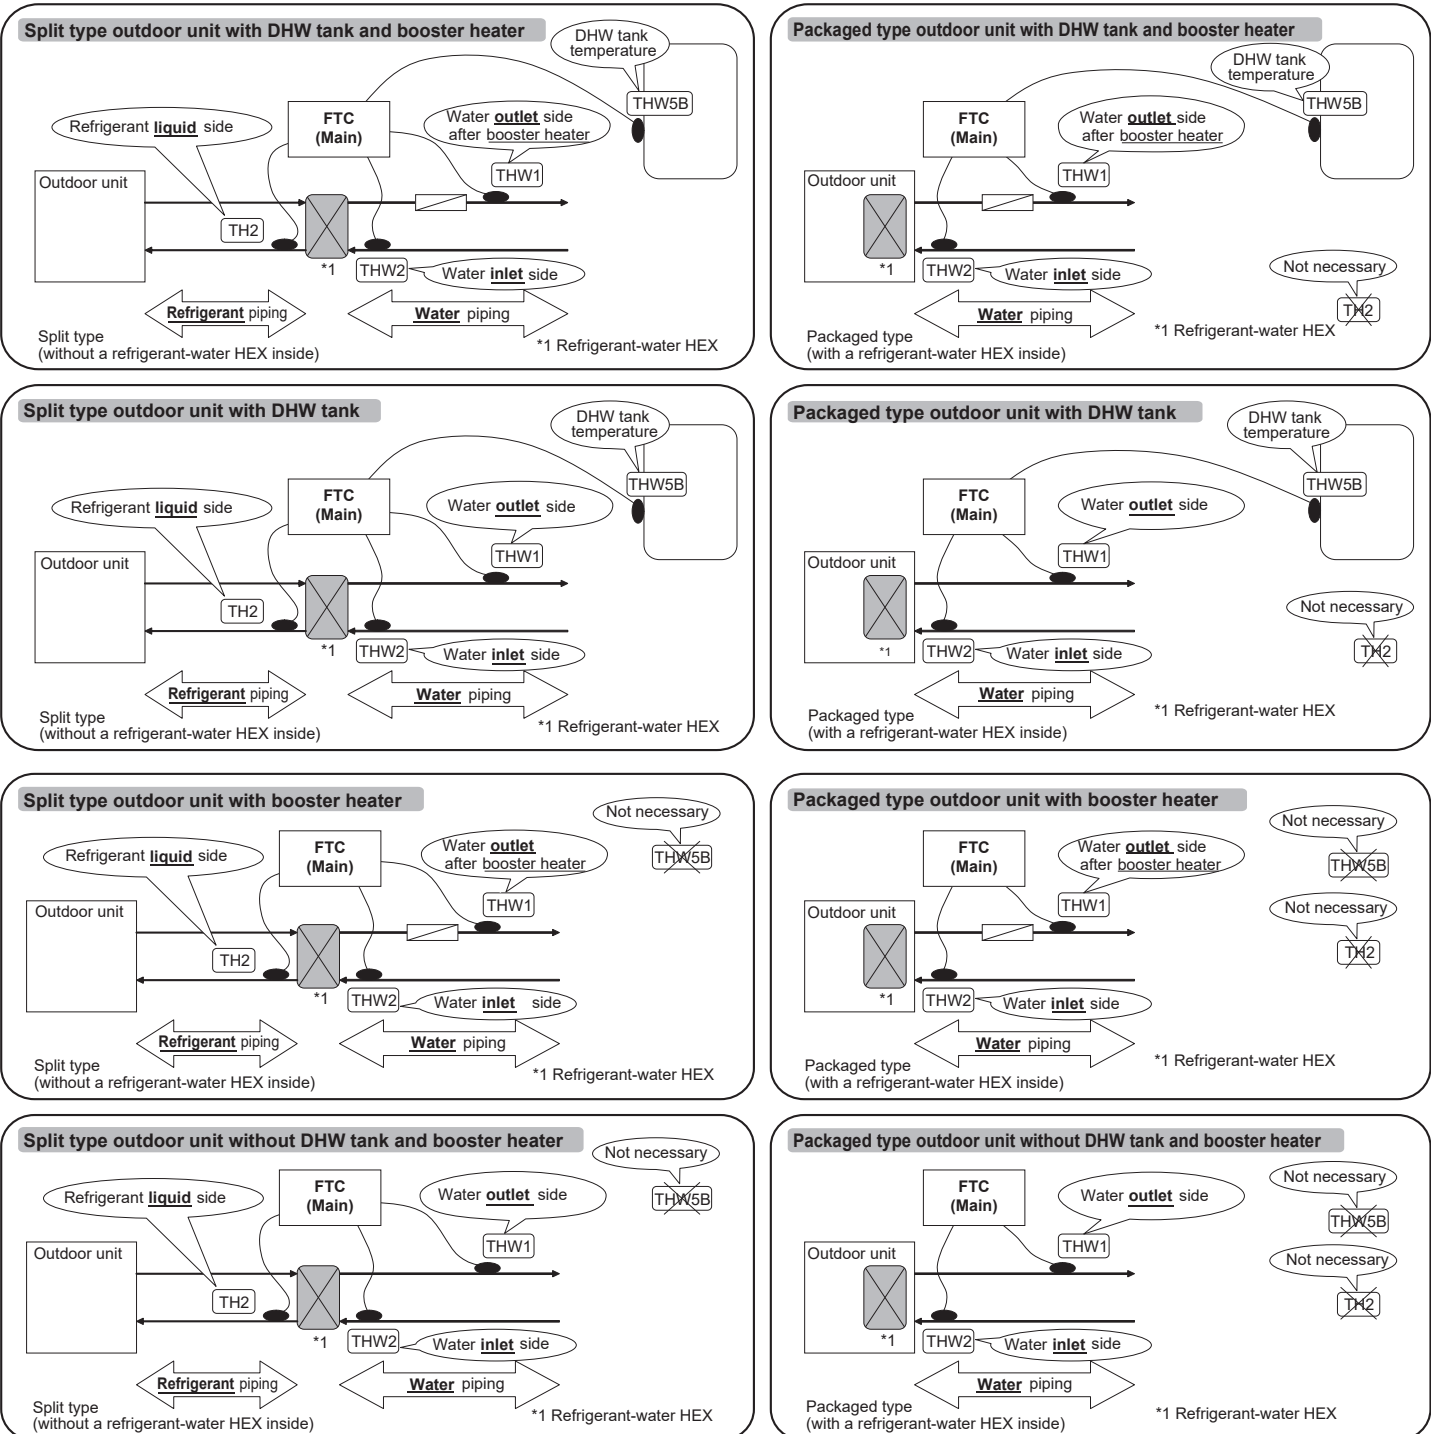 Split type outdoor unit with DHW tank and booster heater
DHW tank
temperature
THW5B
FTC
(Main)
Water outlet side
after booster heater
Refrigerant liquid side
THW1
Outdoor unit
TH2
*1
THW2
Water inlet side
Refrigerant piping
Water piping
Split type
(without a refrigerant-water HEX inside)
*1 Refrigerant-water HEX
Packaged type outdoor unit with DHW tank and booster heater
DHW tank
temperature
THW5B
FTC
(Main)
Water outlet side
after booster heater
THW1
Outdoor unit
*1
THW2
Water inlet side
Not necessary
TH2
Water piping
*1 Refrigerant-water HEX
Packaged type
(with a refrigerant-water HEX inside)
Split type outdoor unit with DHW tank
DHW tank
temperature
THW5B
FTC
(Main)
Water outlet side
Refrigerant liquid side
THW1
Outdoor unit
TH2
*1
THW2
Water inlet side
Refrigerant piping
Water piping
Split type
(without a refrigerant-water HEX inside)
*1 Refrigerant-water HEX
Packaged type outdoor unit with DHW tank
DHW tank
temperature
THW5B
FTC
(Main)
Water outlet side
THW1
Outdoor unit
*1
THW2
Water inlet side
Not necessary
TH2
Water piping
*1 Refrigerant-water HEX
Packaged type
(with a refrigerant-water HEX inside)
Split type outdoor unit with booster heater
Not necessary
THW5B
FTC
(Main)
Water outlet
after booster heater
Refrigerant liquid side
THW1
Outdoor unit
TH2
*1
THW2
Water inlet side
Refrigerant piping
Water piping
Split type
(without a refrigerant-water HEX inside)
*1 Refrigerant-water HEX
Packaged type outdoor unit with booster heater
Not necessary
THW5B
FTC
(Main)
Water outlet side
after booster heater
THW1
Outdoor unit
Not necessary
TH2
*1
THW2
Water inlet side
Water piping
*1 Refrigerant-water HEX
Packaged type
(with a refrigerant-water HEX inside)
Split type outdoor unit without DHW tank and booster heater
Not necessary
THW5B
FTC
(Main)
Water outlet side
Refrigerant liquid side
THW1
Outdoor unit
TH2
*1
THW2
Water inlet side
Refrigerant piping
Water piping
Split type
(without a refrigerant-water HEX inside)
*1 Refrigerant-water HEX
Packaged type outdoor unit without DHW tank and booster heater
Not necessary
THW5B
FTC
(Main)
Water outlet side
THW1
Outdoor unit
Not necessary
TH2
*1
THW2
Water inlet side
Water piping
*1 Refrigerant-water HEX
Packaged type
(with a refrigerant-water HEX inside)